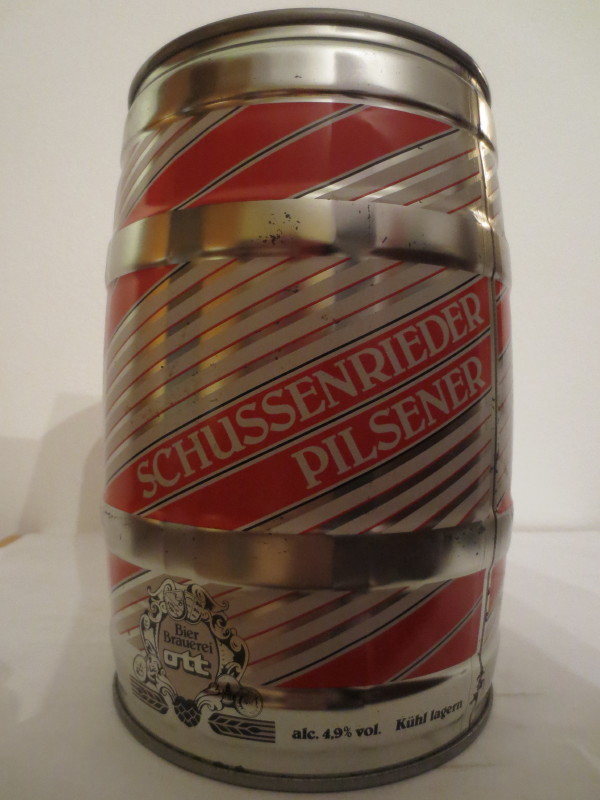 SCHUSSENRIEDER
PILSENER
Bier
Brauerei
ott
alc. 4.9% vol. Kühl lagern